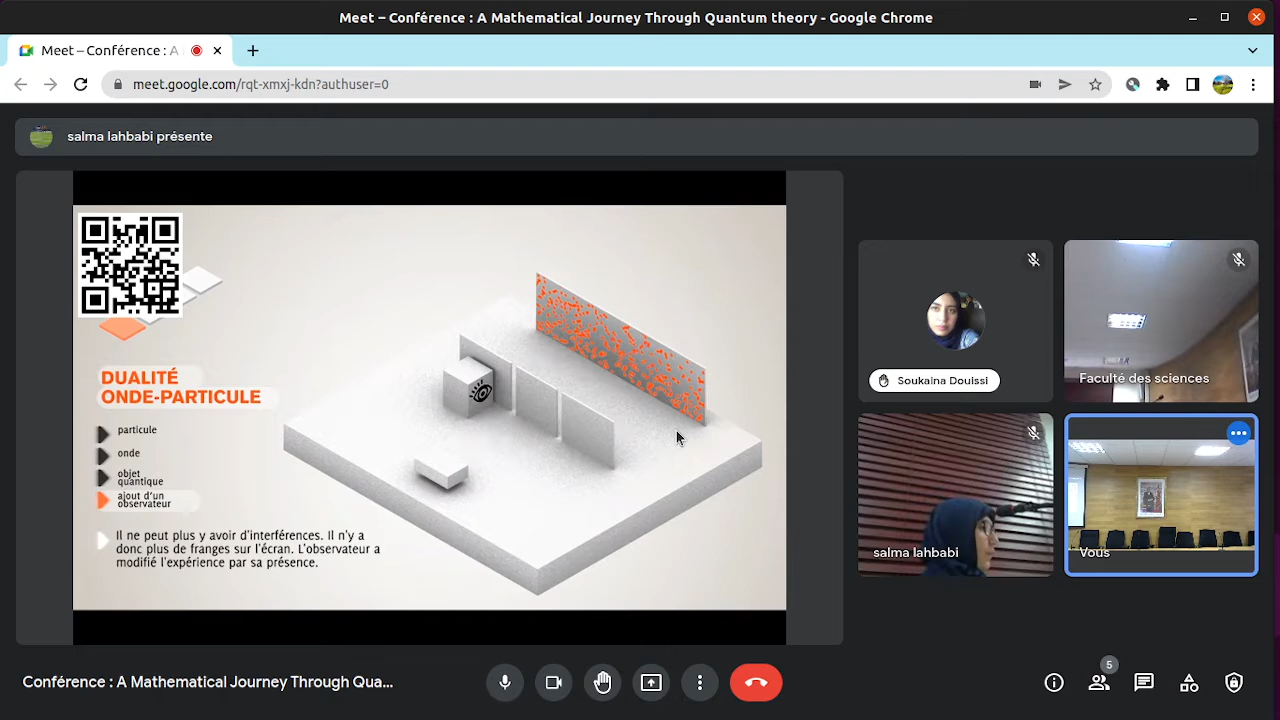 Meet – Conférence : A Mathematical Journey Through Quantum theory - Google Chrome
Meet – Conférence : A
meet.google.com/rqt-xmxj-kdn?authuser=0
salma lahbabi présente
DUALITÉ
ONDE-PARTICULE
particule
onde
objet
quantique
ajout d'un
observateur
Il ne peut plus y avoir d'interférences. Il n'y a
donc plus de franges sur l'écran. L'observateur a
modifié l'expérience par sa présence.
Soukaina Douissi
Faculté des sciences
salma lahbabi
Vous
Conférence : A Mathematical Journey Through Qua...
5